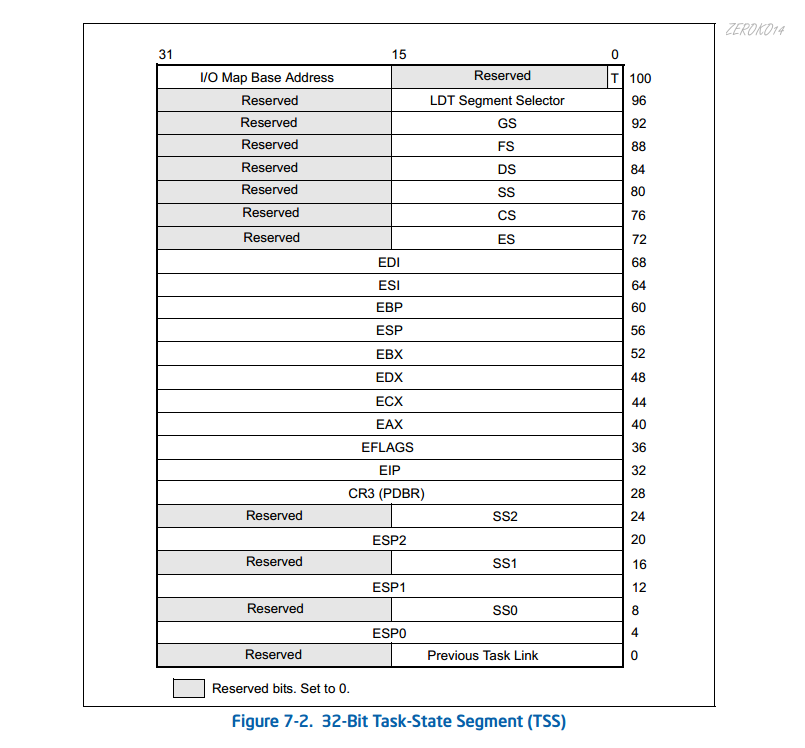 ZEROK014
31 15 0
I/O Map Base Address Reserved T 100
Reserved LDT Segment Selector 96
Reserved GS 92
Reserved FS 88
Reserved DS 84
Reserved SS 80
Reserved CS 76
Reserved ES 72
EDI 68
ESI 64
EBP 60
ESP 56
EBX 52
EDX 48
ECX 44
EAX 40
EFLAGS 36
EIP 32
CR3 (PDBR) 28
Reserved SS2 24
ESP2 20
Reserved SS1 16
ESP1 12
Reserved SS0 8
ESP0 4
Reserved Previous Task Link 0
Reserved bits. Set to 0.
Figure 7-2. 32-Bit Task-State Segment (TSS)